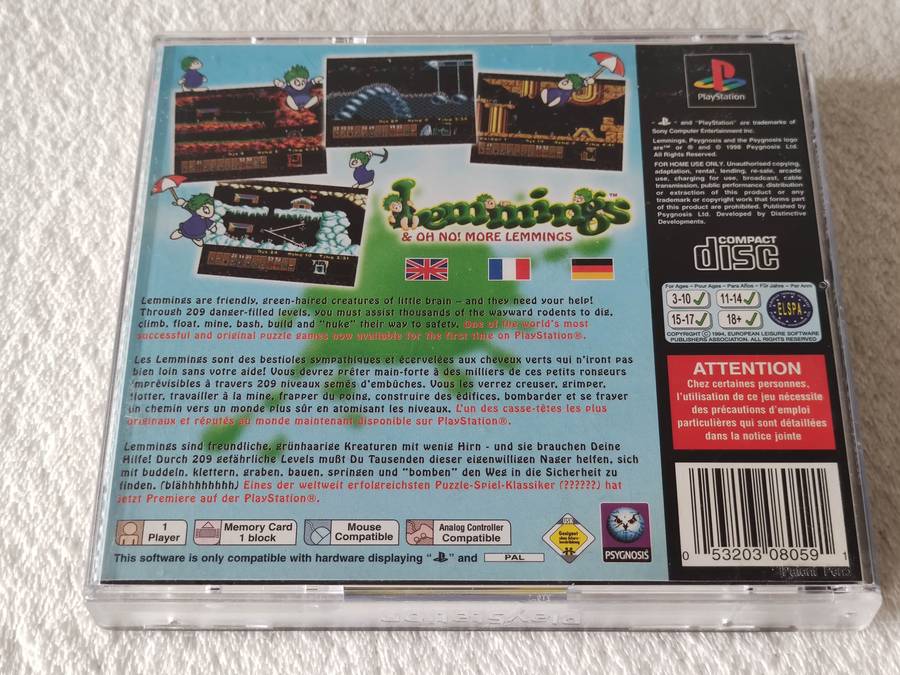 Lemmings™
& OH NO! MORE LEMMINGS
Lemmings are friendly, green-haired creatures of little brain – and they need your help!
Through 209 danger-filled levels, you must assist thousands of the wayward rodents to dig,
climb, float, mine, bash, build and "nuke" their way to safety. One of the world's most
successful and original puzzle games now available for the first time on PlayStation®.
Les Lemmings sont des bestioles sympathiques et écervelées aux cheveux verts qui n'iront pas
bien loin sans votre aide! Vous devrez prêter main-forte à des milliers de ces petits rongeurs
imprévisibles à travers 209 niveaux semés d'embûches. Vous les verrez creuser, grimper,
flotter, travailler à la mine, frapper du poing, construire des édifices, bombarder et se frayer
un chemin vers un monde plus sûr en atomisant les niveaux. L'un des casse-têtes les plus
originaux et réputés au monde maintenant disponible sur PlayStation®.
Lemmings sind freundliche, grünhaarige Kreaturen mit wenig Hirn - und sie brauchen Deine
Hilfe! Durch 209 gefährliche Levels mußt Du Tausenden dieser eigenwilligen Nager helfen, sich
mit buddeln, klettern, graben, bauen, springen und "bomben" den Weg in die Sicherheit zu
finden. (blähhhhhhhh) Eines der weltweit erfolgreichsten Puzzle-Spiel-Klassiker (??????) hat
jetzt Premiere auf der PlayStation®.
1
Player
Memory Card
1 block
Mouse
Compatible
Analog Controller
Compatible
USK
PSYGNOSIS
This software is only compatible with hardware displaying " " and PAL
PlayStation
– and "PlayStation" are trademarks of
Sony Computer Entertainment Inc.
Lemmings, Psygnosis and the Psygnosis logo
are™ or ® and © 1998 Psygnosis Ltd.
All Rights Reserved.
FOR HOME USE ONLY. Unauthorised copying,
adaptation, rental, lending, re-sale, arcade
use, charging for use, broadcast, cable
transmission, public performance, distribution
or extraction of this product or any
trademark or copyright work that forms part
of this product are prohibited. Published by
Psygnosis Ltd. Developed by Distinctive
Developments.
COMPACT
disc
For Ages - Pour Ages - Para Años - Für Jahre - Per Anni
3-10 ✓ 11-14 ✓
15-17 ✓ 18+ ✓
ELSPA
COPYRIGHT © 1994, EUROPEAN LEISURE SOFTWARE
PUBLISHERS ASSOCIATION. ALL RIGHTS RESERVED
ATTENTION
Chez certaines personnes,
l'utilisation de ce jeu nécessite
des précautions d'emploi
particulières qui sont détaillées
dans la notice jointe
0 53203 08059 1
Patent Pend
PlayStation